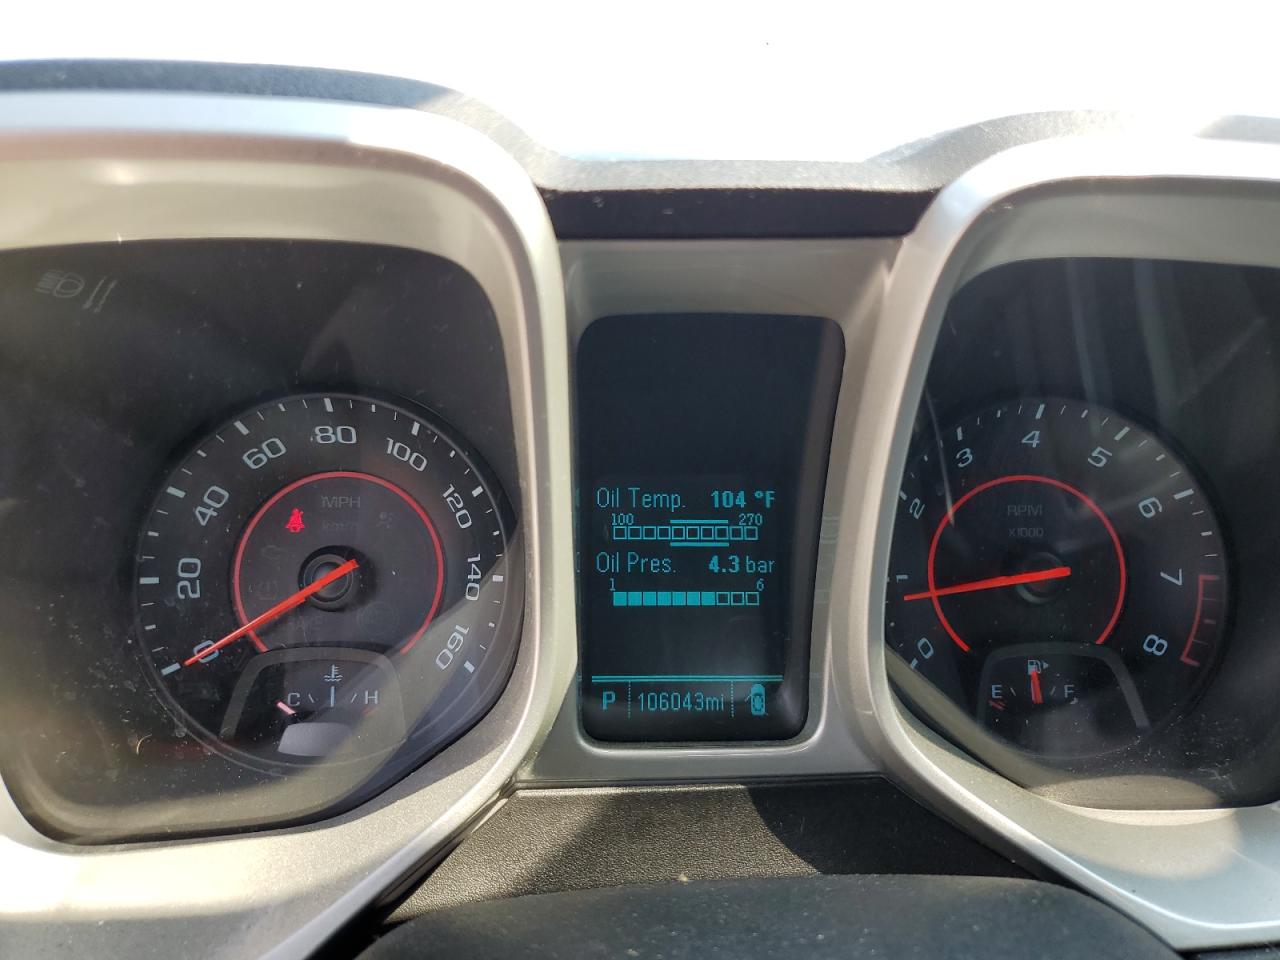 0 20 40 60 80 100 120 140 160
MPH
km/h
C H
Oil Temp. 104 °F
100 270
Oil Pres. 4.3 bar
1 6
P 106043mi
0 1 2 3 4 5 6 7 8
RPM
X1000
E F